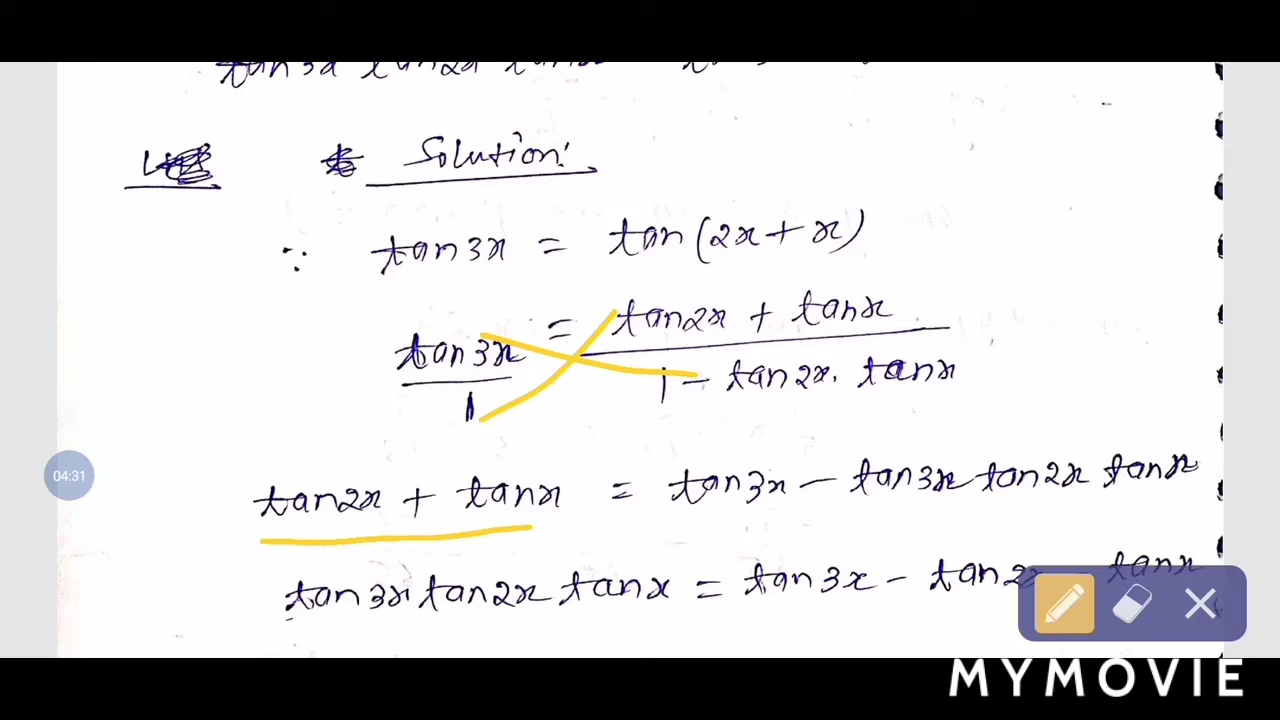 Solution:
∵ tan3x = tan(2x+x)
tan3x/1 = tan2x + tanx / 1 - tan2x. tanx
04:31
tan2x + tanx = tan3x - tan3x tan2x tanx
tan3x tan2x tanx = tan3x - tan2x - tanx
MYMOVIE